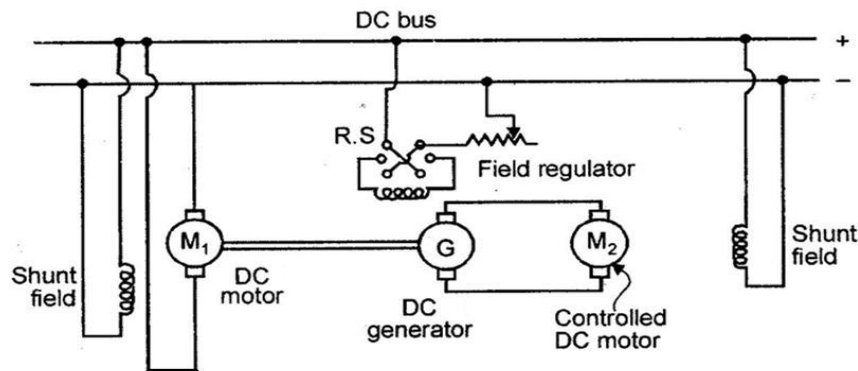 DC bus
+
−
R.S
Field regulator
M1
G
M2
Shunt
field
DC
motor
DC
generator
Controlled
DC motor
Shunt
field